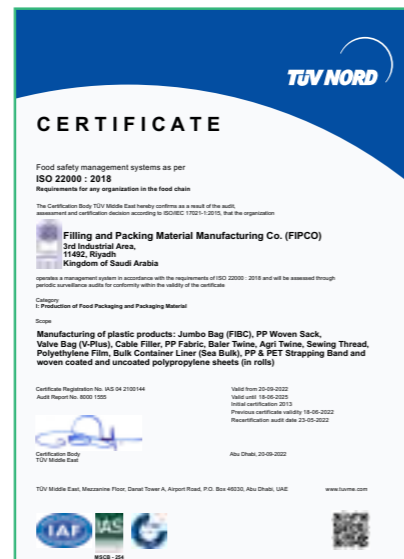 TÜV NORD
CERTIFICATE
Food safety management systems as per
ISO 22000 : 2018
Requirements for any organization in the food chain
The Certification Body TÜV Middle East hereby confirms as a result of the audit,
assessment and certification decision according to ISO/IEC 17021-1:2015, that the organization
Filling and Packing Material Manufacturing Co. (FIPCO)
3rd Industrial Area,
11492, Riyadh
Kingdom of Saudi Arabia
operates a management system in accordance with the requirements of ISO 22000 : 2018 and will be assessed through
periodic surveillance audits for conformity within the validity of the certificate
Category
I: Production of Food Packaging and Packaging Material
Scope
Manufacturing of plastic products: Jumbo Bag (FIBC), PP Woven Sack,
Valve Bag (V-Plus), Cable Filler, PP Fabric, Baler Twine, Agri Twine, Sewing Thread,
Polyethylene Film, Bulk Container Liner (Sea Bulk), PP & PET Strapping Band and
woven coated and uncoated polypropylene sheets (in rolls)
Certificate Registration No. IAS 04 2100144
Audit Report No. 8000 1555
Valid from 20-09-2022
Valid until 18-06-2025
Initial certification 2013
Previous certificate validity 18-06-2022
Recertification audit date 23-05-2022
Certification Body
TÜV Middle East
Abu Dhabi, 20-09-2022
TÜV Middle East, Mezzanine Floor, Danat Tower A, Airport Road, P.O. Box 46030, Abu Dhabi, UAE www.tuvme.com
IAF
IAS
MSCB - 254